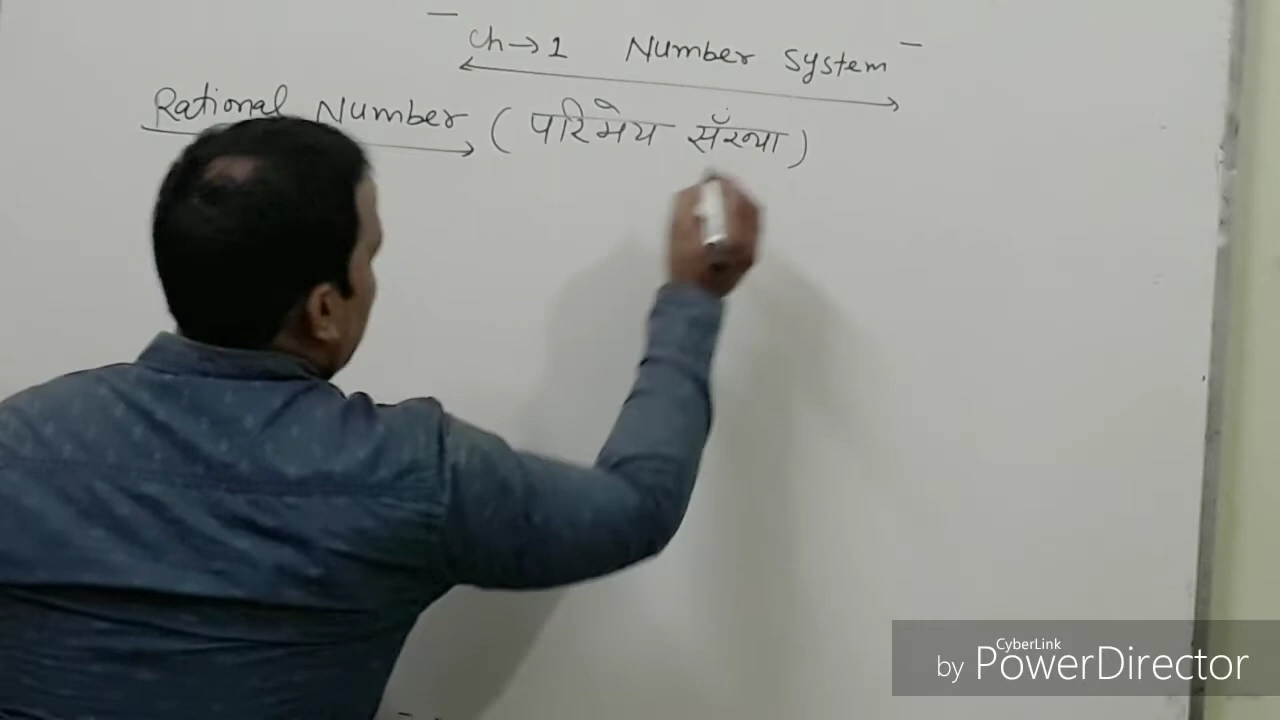 Ch → 1 Number System
Rational Number (परिमेय सँख्या)
CyberLink
by PowerDirector